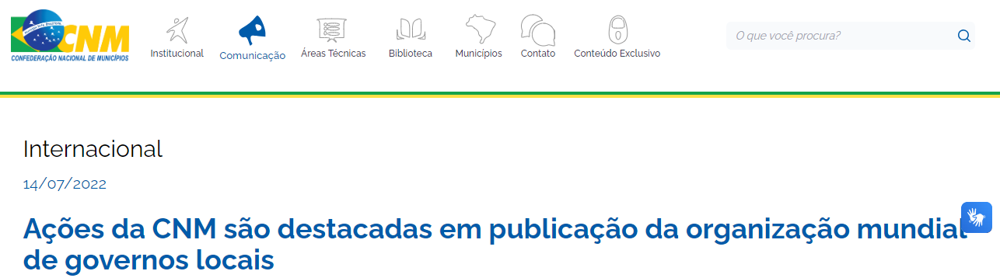 CNM
CONFEDERAÇÃO NACIONAL DE MUNICÍPIOS
Institucional
Comunicação
Áreas Técnicas
Biblioteca
Municípios
Contato
Conteúdo Exclusivo
O que você procura?
Internacional
14/07/2022
Ações da CNM são destacadas em publicação da organização mundial
de governos locais